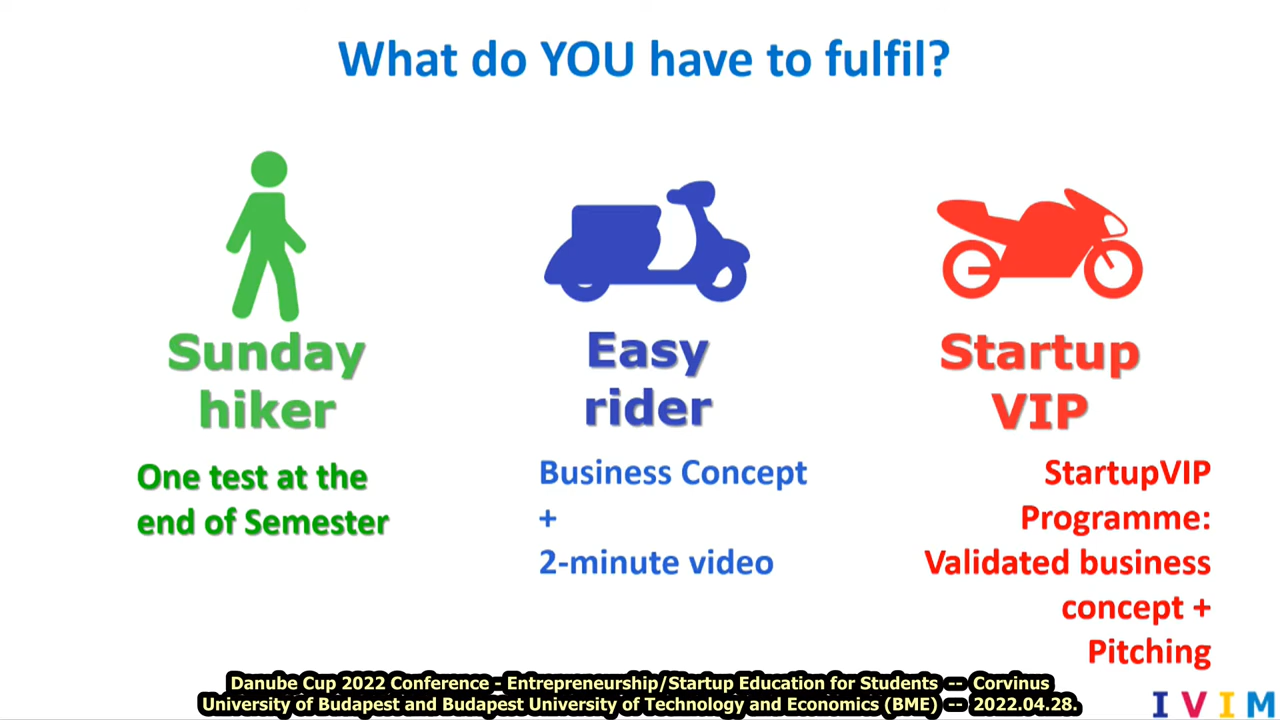 What do YOU have to fulfil?
Sunday
hiker
One test at the
end of Semester
Easy
rider
Business Concept
+
2-minute video
Startup
VIP
StartupVIP
Programme:
Validated business
concept +
Pitching
Danube Cup 2022 Conference - Entrepreneurship/Startup Education for Students -- Corvinus
University of Budapest and Budapest University of Technology and Economics (BME) -- 2022.04.28.
IVIM